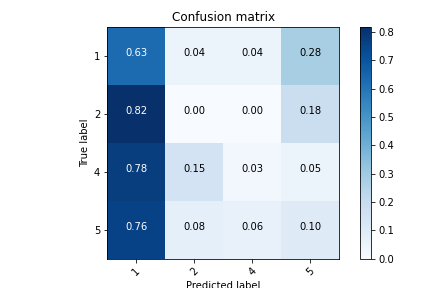 Confusion matrix
True label
1 0.63 0.04 0.04 0.28
2 0.82 0.00 0.00 0.18
4 0.78 0.15 0.03 0.05
5 0.76 0.08 0.06 0.10
1 2 4 5
Predicted label
0.8
0.7
0.6
0.5
0.4
0.3
0.2
0.1
0.0